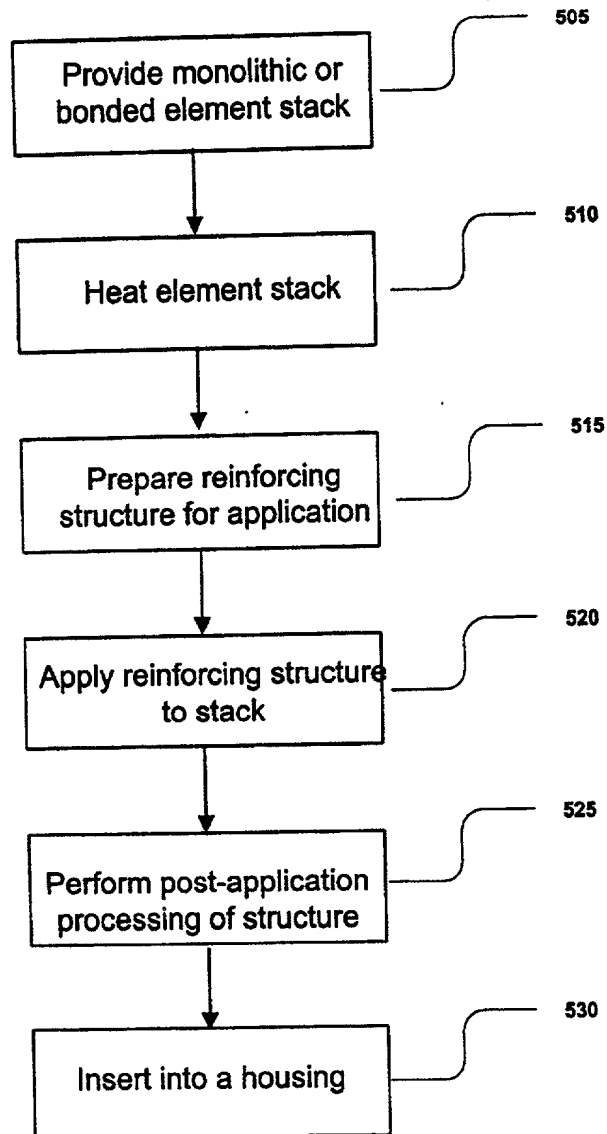 505
Provide monolithic or
bonded element stack
510
Heat element stack
515
Prepare reinforcing
structure for application
520
Apply reinforcing structure
to stack
525
Perform post-application
processing of structure
530
Insert into a housing